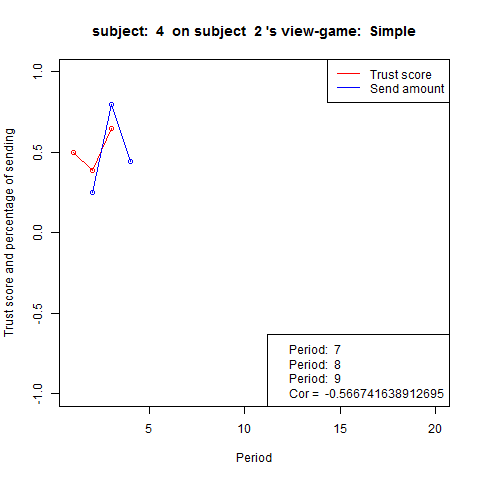 subject:  4  on subject  2 's view-game:  Simple
Trust score
Send amount
1.0
0.5
0.0
-0.5
-1.0
Trust score and percentage of sending
Period:  7
Period:  8
Period:  9
Cor =  -0.566741638912695
5
10
15
20
Period